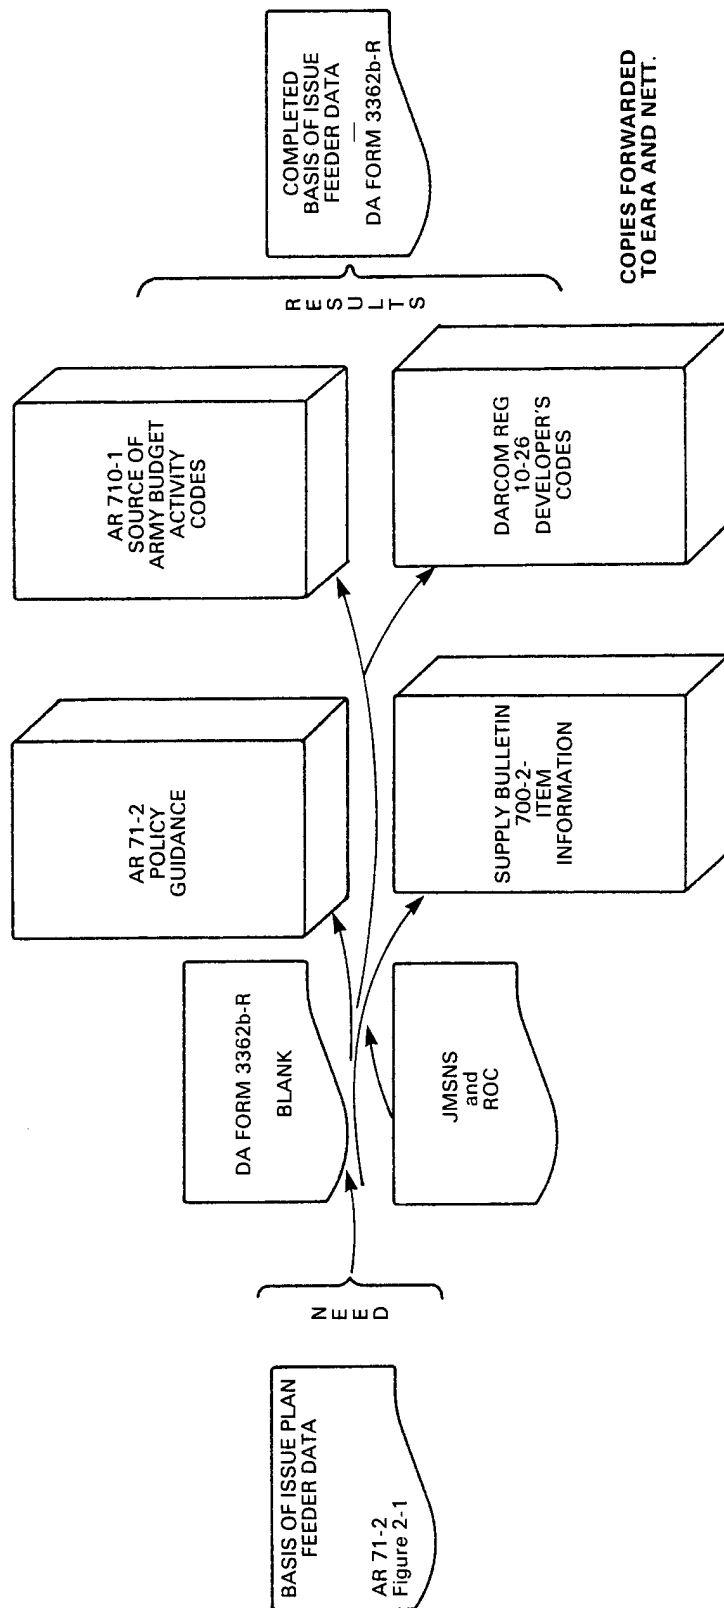 BASIS OF ISSUE PLAN
FEEDER DATA
AR 71-2
Figure 2-1
NEED
DA FORM 3362b-R
BLANK
JMSNS
and
ROC
AR 71-2
POLICY
GUIDANCE
SUPPLY BULLETIN
700-2-
ITEM
INFORMATION
AR 710-1
SOURCE OF
ARMY BUDGET
ACTIVITY
CODES
DARCOM REG
10-26
DEVELOPER'S
CODES
RESULTS
COMPLETED
BASIS OF ISSUE
FEEDER DATA
—
DA FORM 3362b-R
COPIES FORWARDED
TO EARA AND NETT.